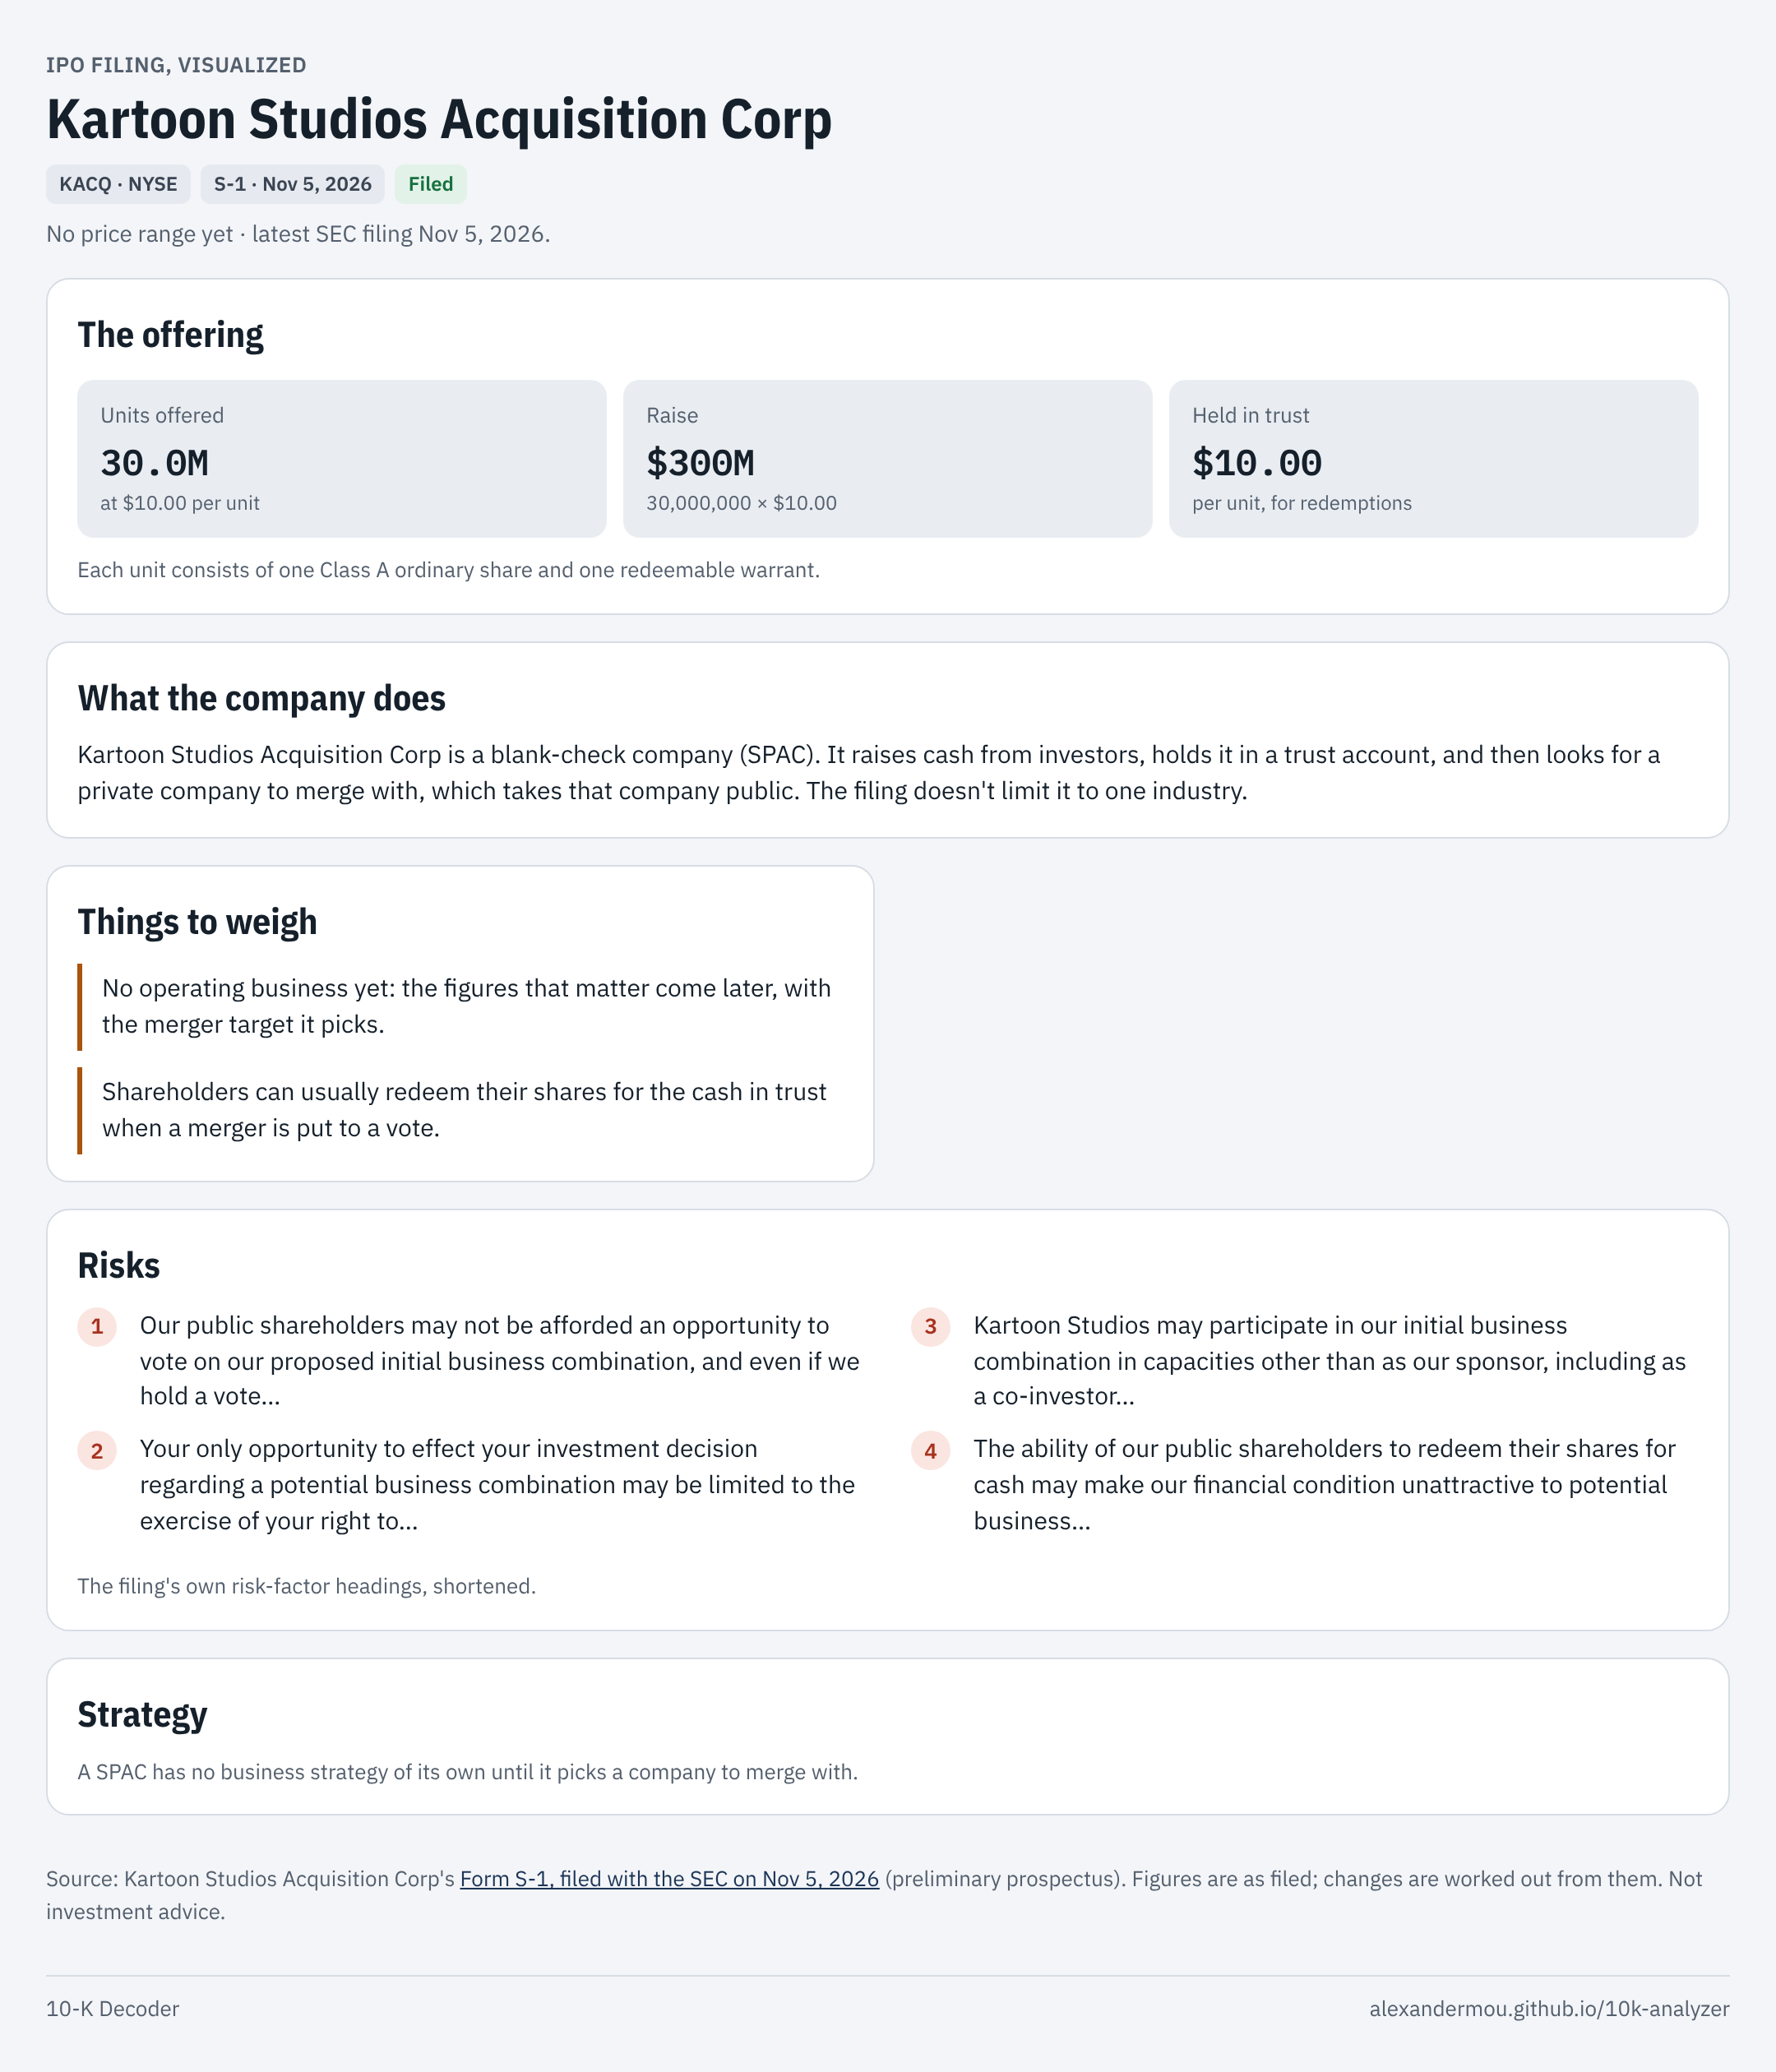 IPO FILING, VISUALIZED
Kartoon Studios Acquisition Corp
KACQ · NYSE
S-1 · Nov 5, 2026
Filed
No price range yet · latest SEC filing Nov 5, 2026.
The offering
Units offered
30.0M
at $10.00 per unit
Raise
$300M
30,000,000 × $10.00
Held in trust
$10.00
per unit, for redemptions
Each unit consists of one Class A ordinary share and one redeemable warrant.
What the company does
Kartoon Studios Acquisition Corp is a blank-check company (SPAC). It raises cash from investors, holds it in a trust account, and then looks for a
private company to merge with, which takes that company public. The filing doesn't limit it to one industry.
Things to weigh
No operating business yet: the figures that matter come later, with
the merger target it picks.
Shareholders can usually redeem their shares for the cash in trust
when a merger is put to a vote.
Risks
1
Our public shareholders may not be afforded an opportunity to
vote on our proposed initial business combination, and even if we
hold a vote…
2
Your only opportunity to effect your investment decision
regarding a potential business combination may be limited to the
exercise of your right to…
3
Kartoon Studios may participate in our initial business
combination in capacities other than as our sponsor, including as
a co-investor…
4
The ability of our public shareholders to redeem their shares for
cash may make our financial condition unattractive to potential
business…
The filing's own risk-factor headings, shortened.
Strategy
A SPAC has no business strategy of its own until it picks a company to merge with.
Source: Kartoon Studios Acquisition Corp's Form S-1, filed with the SEC on Nov 5, 2026 (preliminary prospectus). Figures are as filed; changes are worked out from them. Not
investment advice.
10-K Decoder
alexandermou.github.io/10k-analyzer